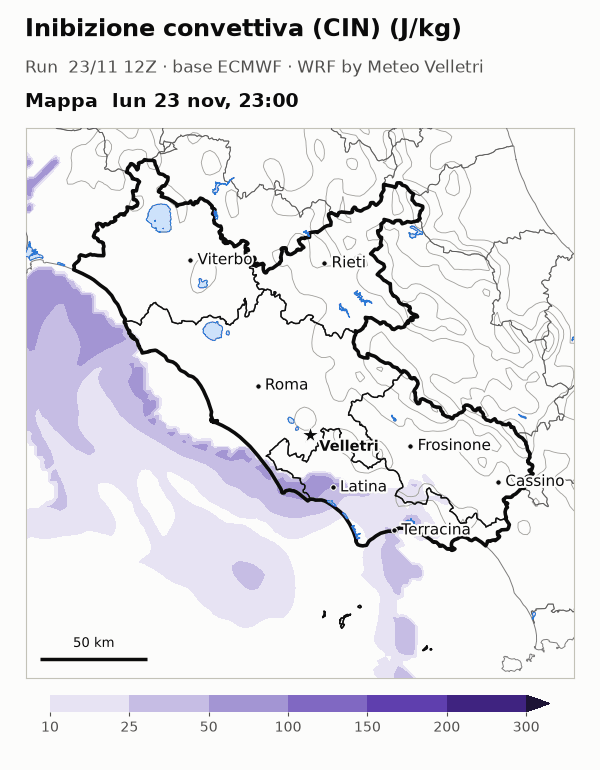 Inibizione convettiva (CIN) (J/kg)
Run  23/11 12Z · base ECMWF · WRF by Meteo Velletri
Mappa  lun 23 nov, 23:00
Viterbo
Rieti
Roma
Velletri
Frosinone
Cassino
Latina
Terracina
50 km
10 25 50 100 150 200 300